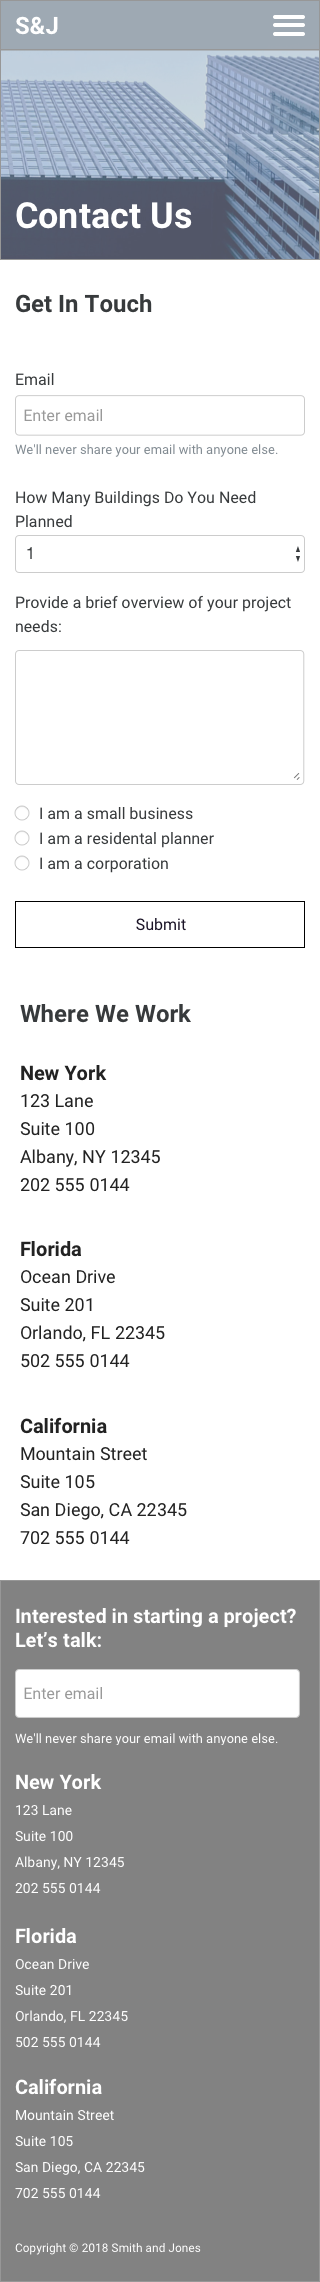 S&J
Contact Us
Get In Touch
Email
Enter email
We'll never share your email with anyone else.
How Many Buildings Do You Need
Planned
1
Provide a brief overview of your project
needs:
I am a small business
I am a residental planner
I am a corporation
Submit
Where We Work
New York
123 Lane
Suite 100
Albany, NY 12345
202 555 0144
Florida
Ocean Drive
Suite 201
Orlando, FL 22345
502 555 0144
California
Mountain Street
Suite 105
San Diego, CA 22345
702 555 0144
Interested in starting a project?
Let’s talk:
Enter email
We'll never share your email with anyone else.
New York
123 Lane
Suite 100
Albany, NY 12345
202 555 0144
Florida
Ocean Drive
Suite 201
Orlando, FL 22345
502 555 0144
California
Mountain Street
Suite 105
San Diego, CA 22345
702 555 0144
Copyright © 2018 Smith and Jones